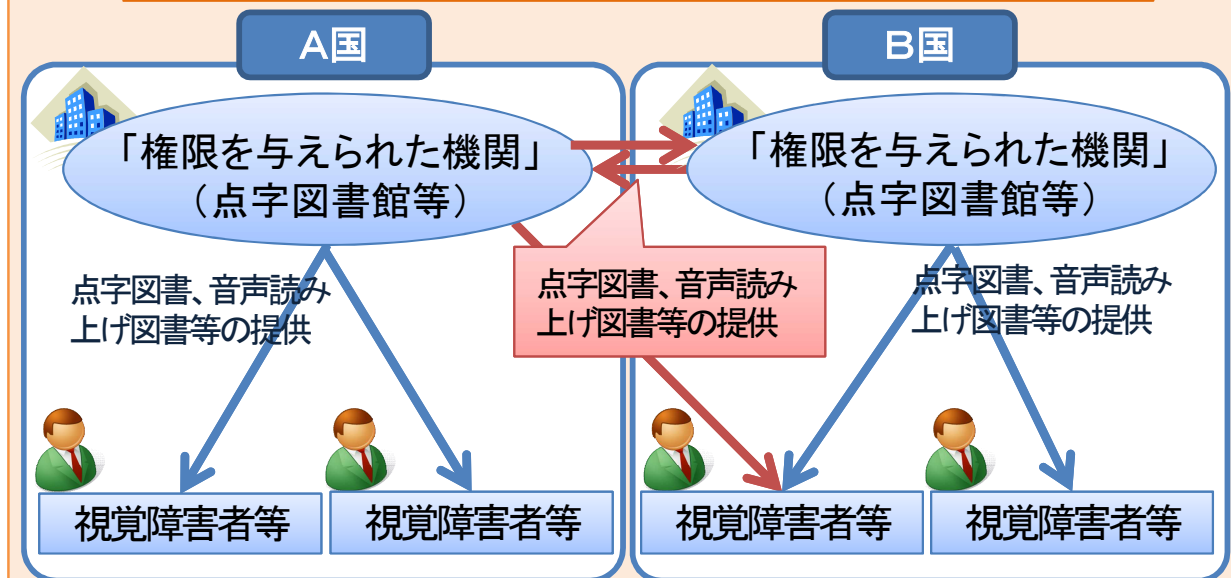 A国
B国
「権限を与えられた機関」
（点字図書館等）
「権限を与えられた機関」
（点字図書館等）
点字図書、音声読み
上げ図書等の提供
点字図書、音声読み
上げ図書等の提供
点字図書、音声読み
上げ図書等の提供
視覚障害者等
視覚障害者等
視覚障害者等
視覚障害者等